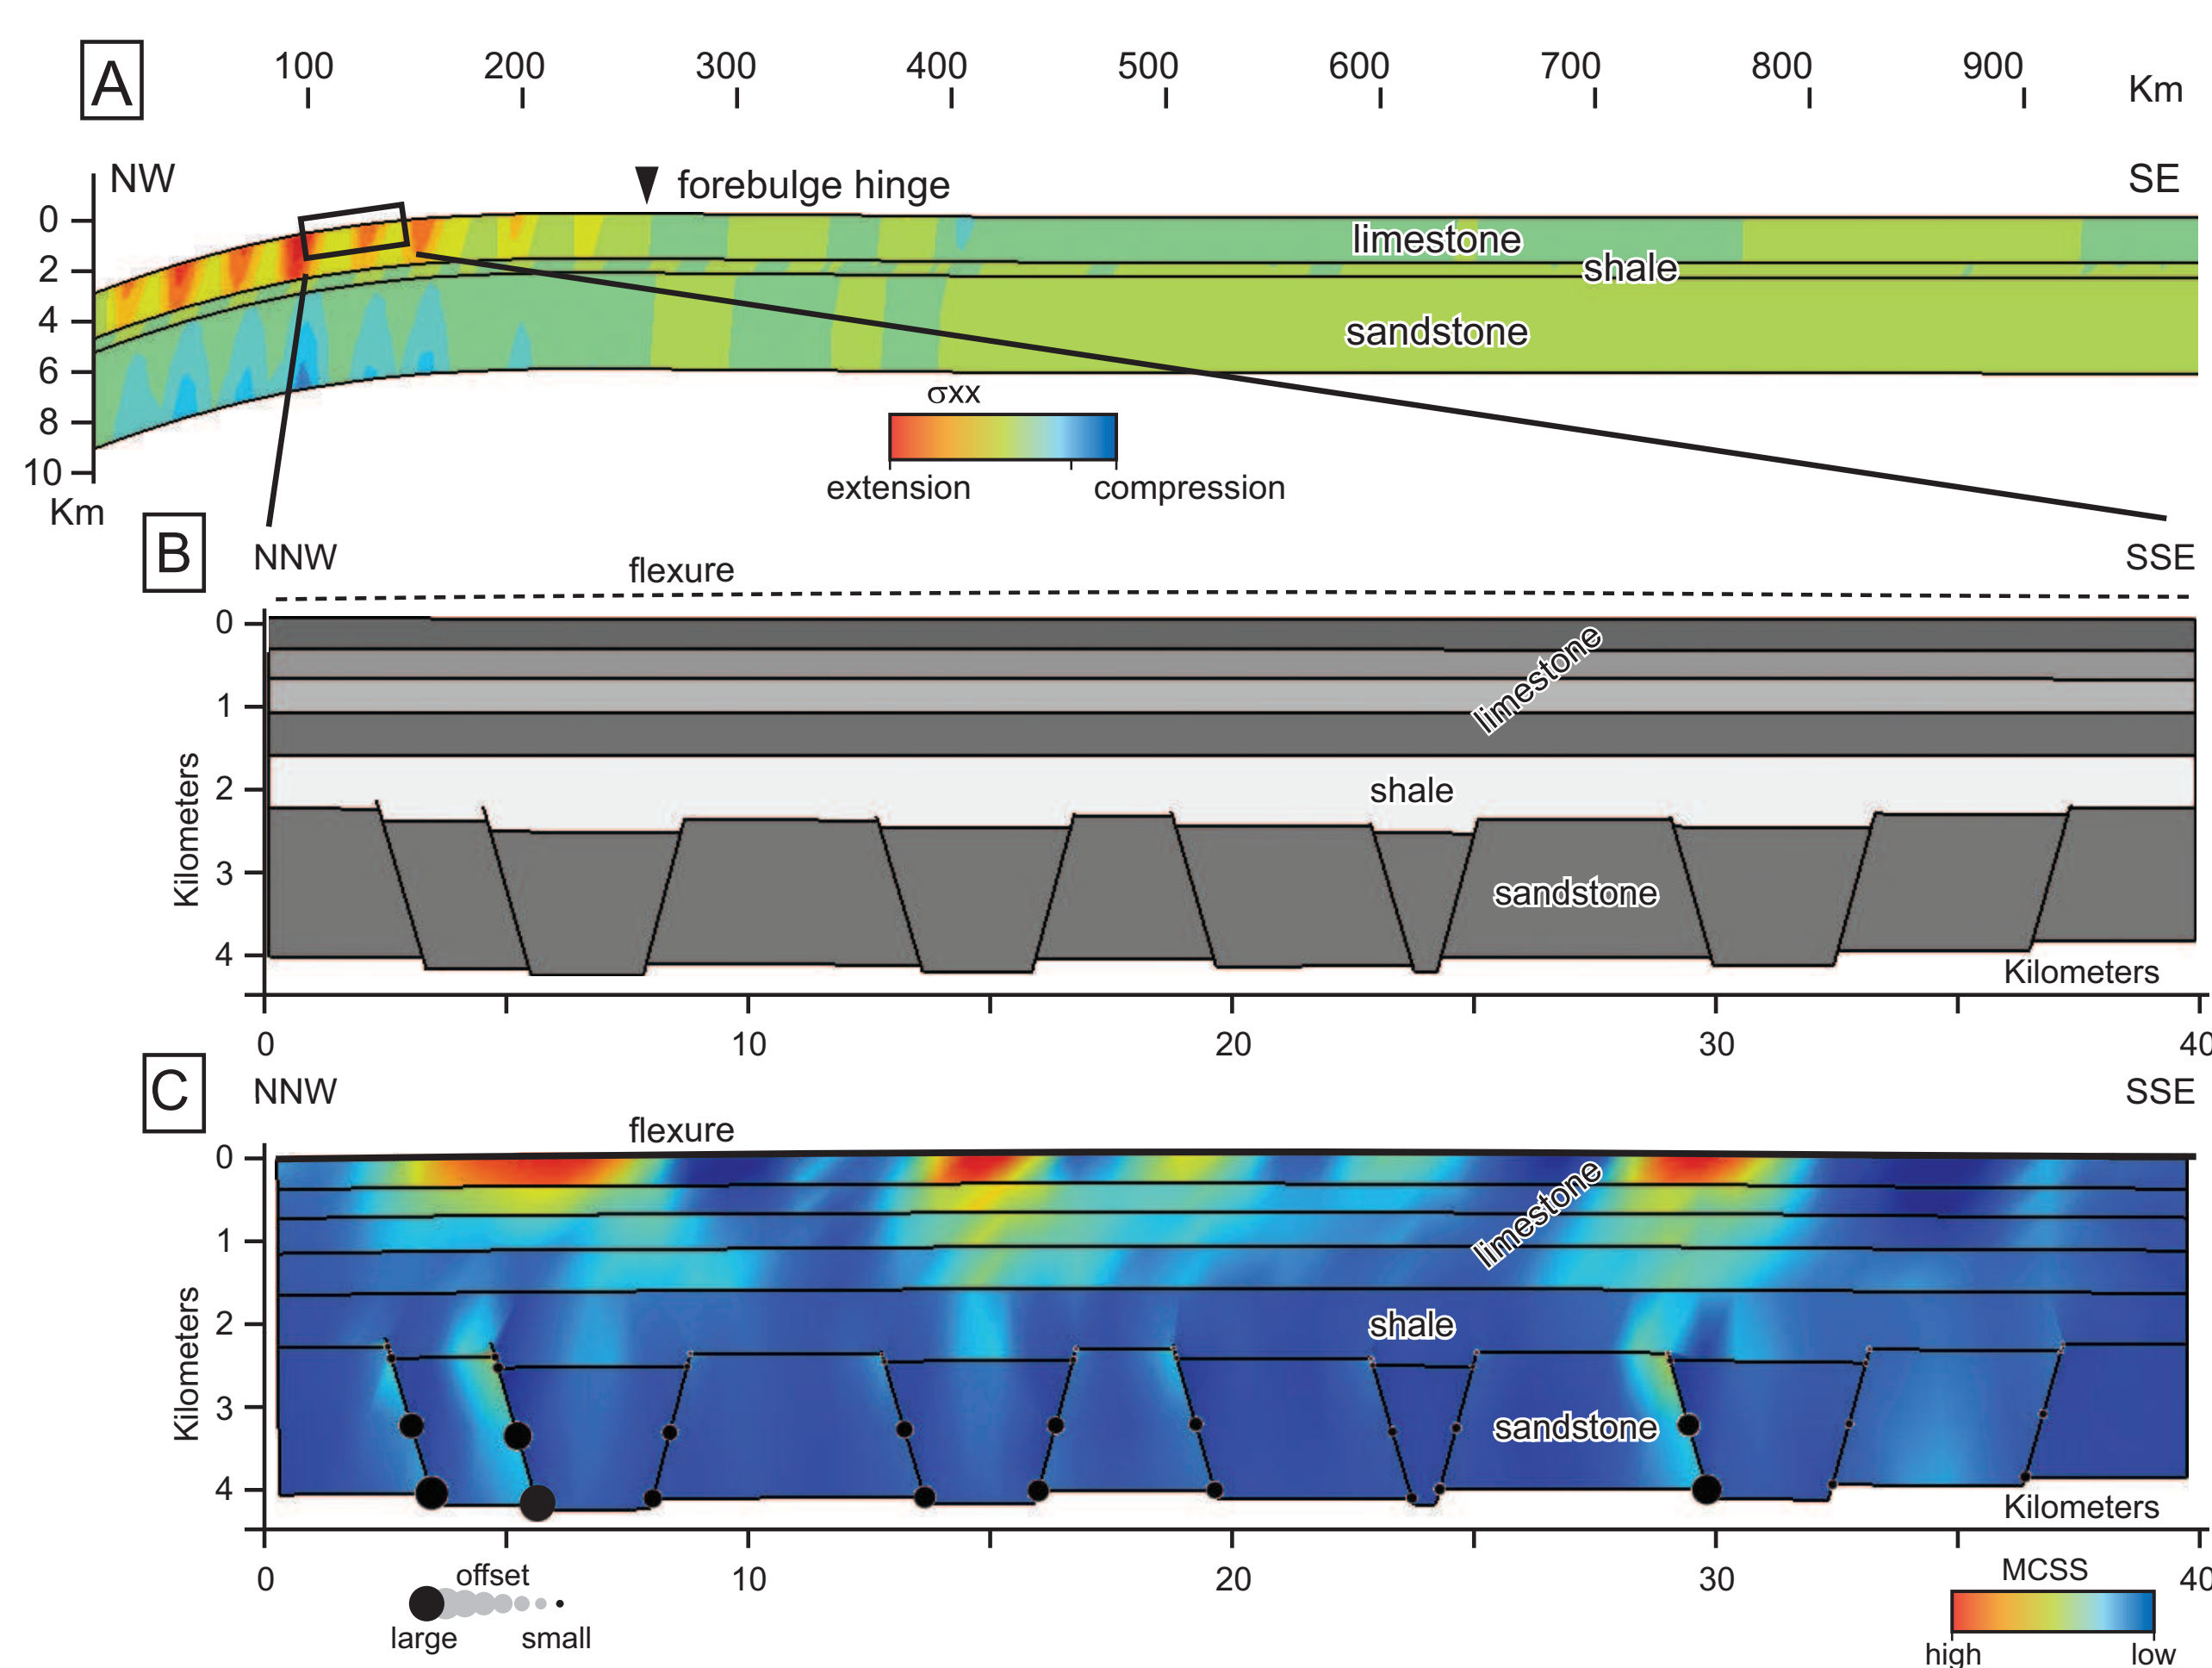 A
100 200 300 400 500 600 700 800 900 Km
NW forebulge hinge SE
0
2
4
6
8
10
Km
limestone
shale
sandstone
σxx
extension compression
B
NNW flexure SSE
0
1
2
3
4
Kilometers
limestone
shale
sandstone
Kilometers
0 10 20 30 40
C
NNW flexure SSE
0
1
2
3
4
Kilometers
limestone
shale
sandstone
Kilometers
0 10 20 30 40
offset
large small
MCSS
high low